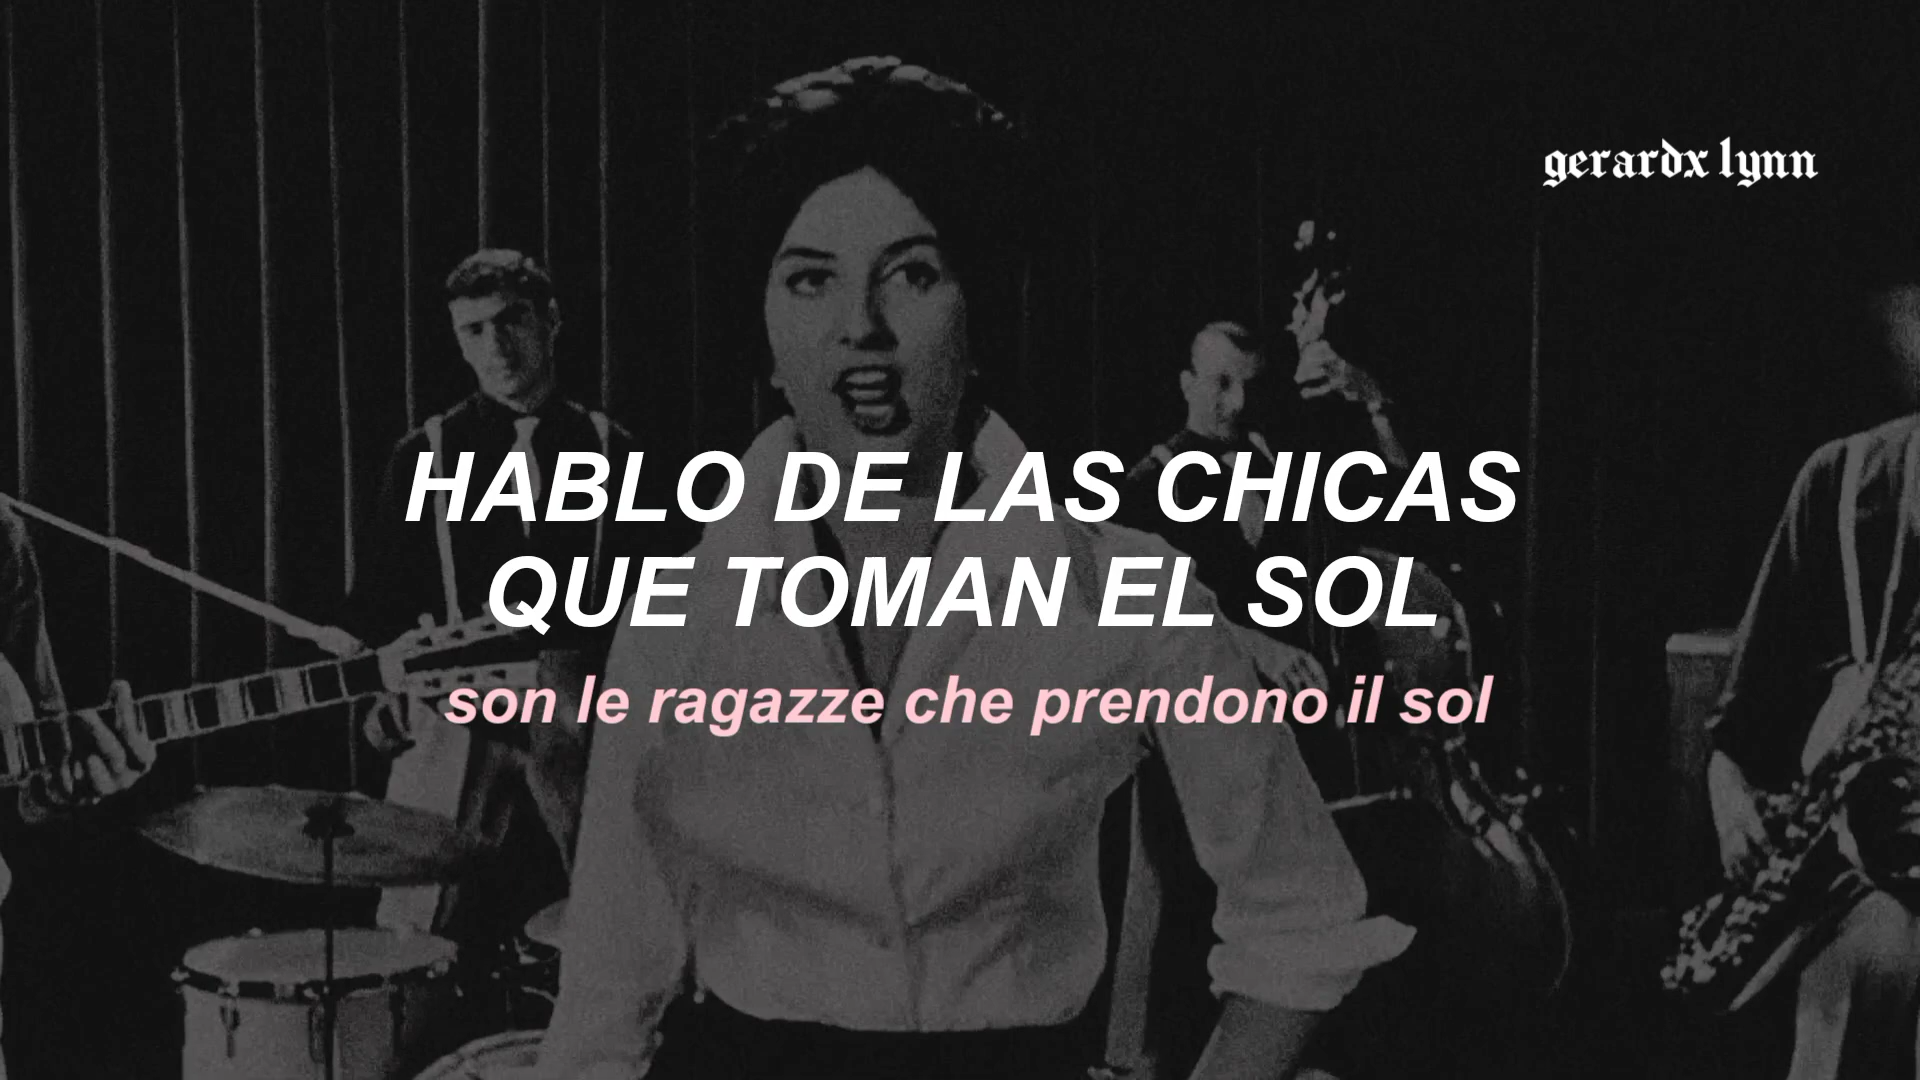 gerardx lynn
HABLO DE LAS CHICAS
QUE TOMAN EL SOL
son le ragazze che prendono il sol